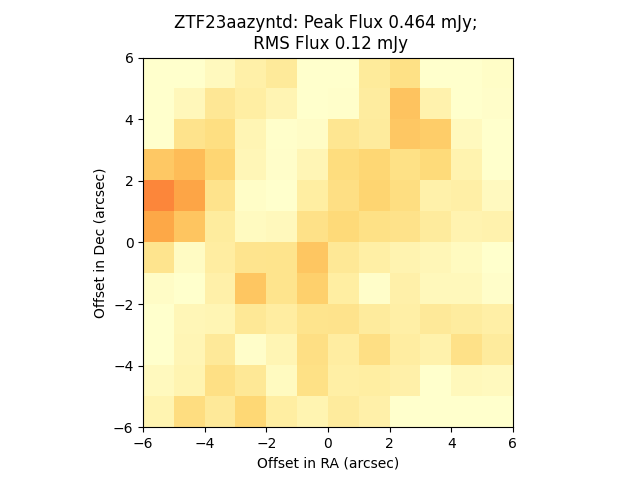 ZTF23aazyntd: Peak Flux 0.464 mJy;
RMS Flux 0.12 mJy
6
4
2
0
−2
−4
−6
Offset in Dec (arcsec)
−6 −4 −2 0 2 4 6
Offset in RA (arcsec)